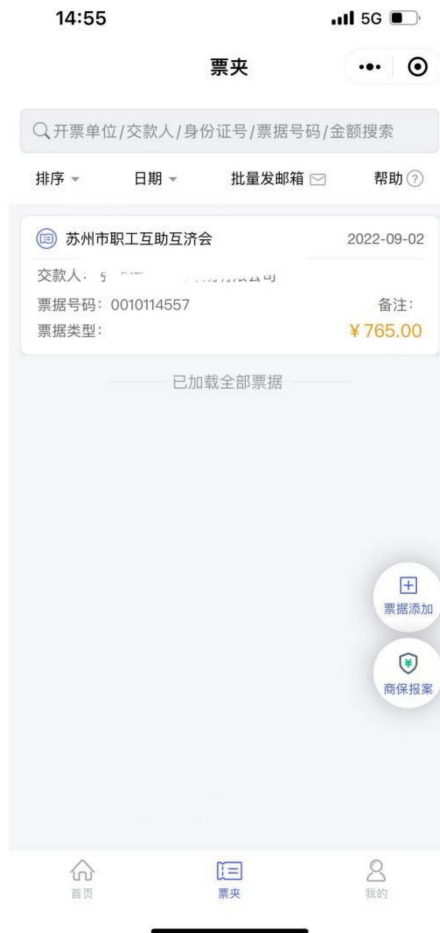 14:55
5G
票夹
开票单位/交款人/身份证号/票据号码/金额搜索
排序 日期 批量发邮箱 帮助
苏州市职工互助互济会 2022-09-02
交款人:
票据号码: 0010114557 备注:
票据类型: ¥765.00
已加载全部票据
票据添加
商保报案
首页 票夹 我的